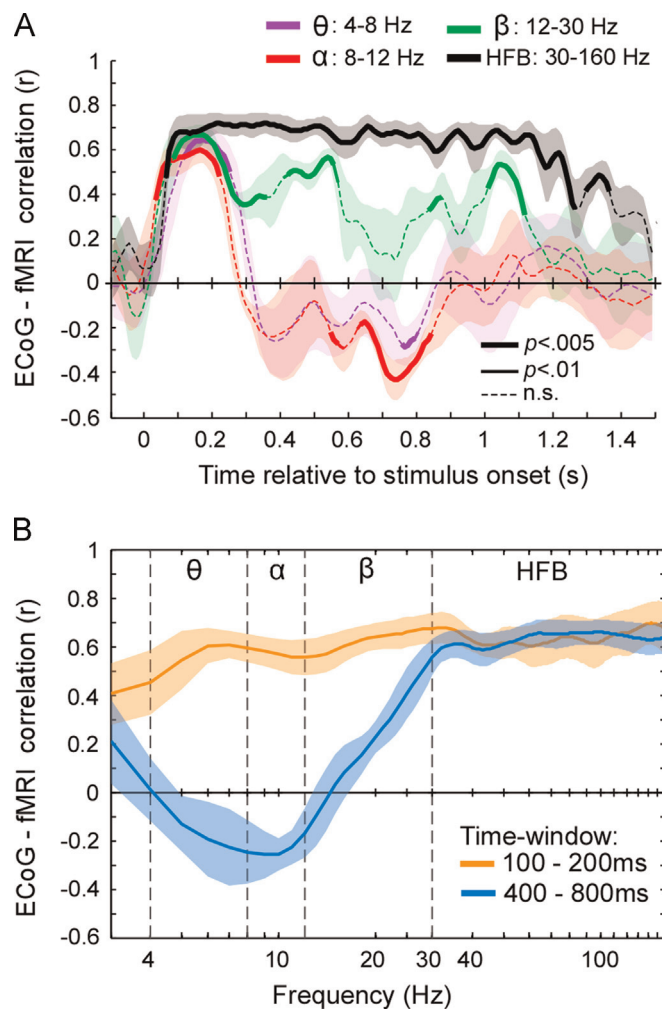 A
θ: 4-8 Hz
β: 12-30 Hz
α: 8-12 Hz
HFB: 30-160 Hz
ECoG - fMRI correlation (r)
1
0.8
0.6
0.4
0.2
0
-0.2
-0.4
-0.6
p<.005
p<.01
n.s.
0 0.2 0.4 0.6 0.8 1 1.2 1.4
Time relative to stimulus onset (s)
B
ECoG - fMRI correlation (r)
1
0.8
0.6
0.4
0.2
0
-0.2
-0.4
-0.6
θ α β HFB
Time-window:
100 - 200ms
400 - 800ms
4 10 20 30 40 100
Frequency (Hz)